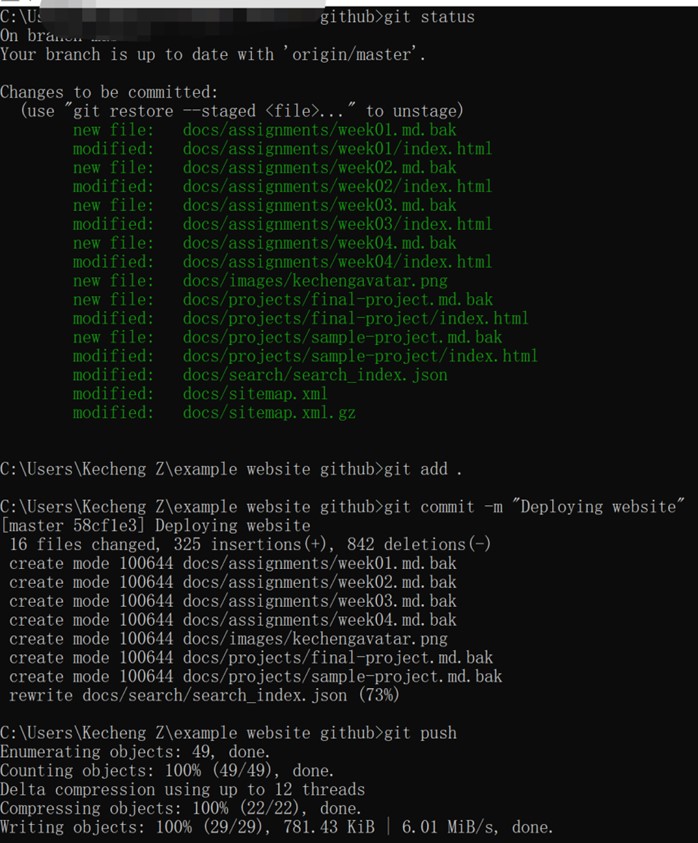 C:\Us github>git status
On branch
Your branch is up to date with 'origin/master'.
Changes to be committed:
(use "git restore --staged <file>..." to unstage)
new file: docs/assignments/week01.md.bak
modified: docs/assignments/week01/index.html
new file: docs/assignments/week02.md.bak
modified: docs/assignments/week02/index.html
new file: docs/assignments/week03.md.bak
modified: docs/assignments/week03/index.html
new file: docs/assignments/week04.md.bak
modified: docs/assignments/week04/index.html
new file: docs/images/kechengavatar.png
new file: docs/projects/final-project.md.bak
modified: docs/projects/final-project/index.html
new file: docs/projects/sample-project.md.bak
modified: docs/projects/sample-project/index.html
modified: docs/search/search_index.json
modified: docs/sitemap.xml
modified: docs/sitemap.xml.gz
C:\Users\Kecheng Z\example website github>git add .
C:\Users\Kecheng Z\example website github>git commit -m "Deploying website"
[master 58cf1e3] Deploying website
16 files changed, 325 insertions(+), 842 deletions(-)
create mode 100644 docs/assignments/week01.md.bak
create mode 100644 docs/assignments/week02.md.bak
create mode 100644 docs/assignments/week03.md.bak
create mode 100644 docs/assignments/week04.md.bak
create mode 100644 docs/images/kechengavatar.png
create mode 100644 docs/projects/final-project.md.bak
create mode 100644 docs/projects/sample-project.md.bak
rewrite docs/search/search_index.json (73%)
C:\Users\Kecheng Z\example website github>git push
Enumerating objects: 49, done.
Counting objects: 100% (49/49), done.
Delta compression using up to 12 threads
Compressing objects: 100% (22/22), done.
Writing objects: 100% (29/29), 781.43 KiB | 6.01 MiB/s, done.